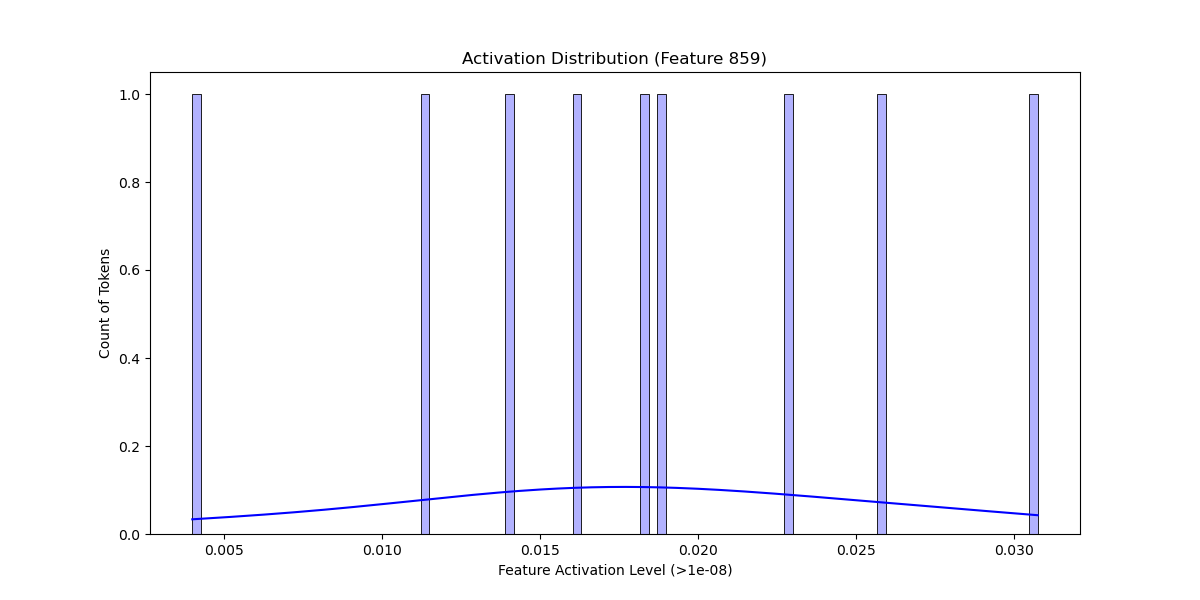 Activation Distribution (Feature 859)
1.0
0.8
0.6
0.4
0.2
0.0
Count of Tokens
0.005 0.010 0.015 0.020 0.025 0.030
Feature Activation Level (>1e-08)